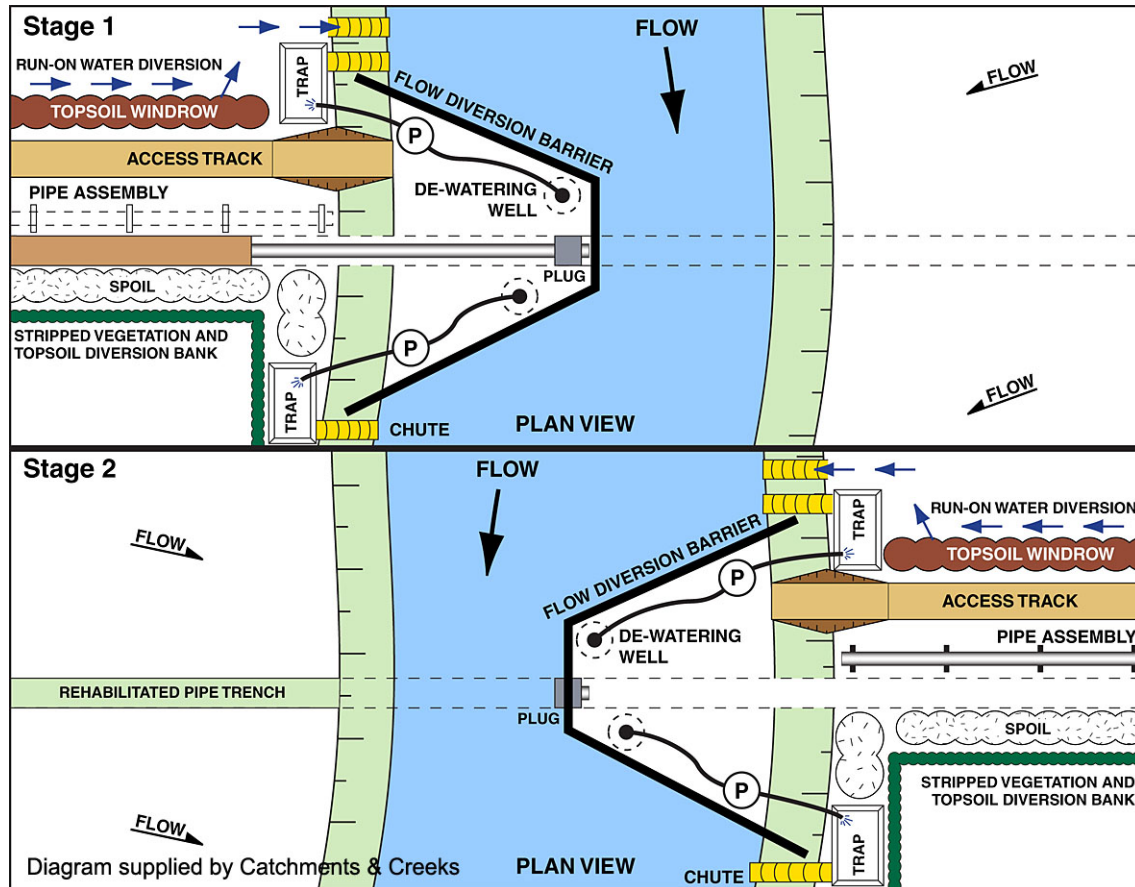 Stage 1
FLOW
RUN-ON WATER DIVERSION
TRAP
FLOW DIVERSION BARRIER
FLOW
TOPSOIL WINDROW
P
ACCESS TRACK
DE-WATERING
WELL
PIPE ASSEMBLY
PLUG
SPOIL
STRIPPED VEGETATION AND
TOPSOIL DIVERSION BANK
P
TRAP
FLOW
CHUTE
PLAN VIEW
Stage 2
FLOW
FLOW
FLOW DIVERSION BARRIER
TRAP
RUN-ON WATER DIVERSION
TOPSOIL WINDROW
P
ACCESS TRACK
DE-WATERING
WELL
PIPE ASSEMBLY
REHABILITATED PIPE TRENCH
PLUG
SPOIL
STRIPPED VEGETATION AND
TOPSOIL DIVERSION BANK
P
FLOW
TRAP
Diagram supplied by Catchments & Creeks
PLAN VIEW
CHUTE